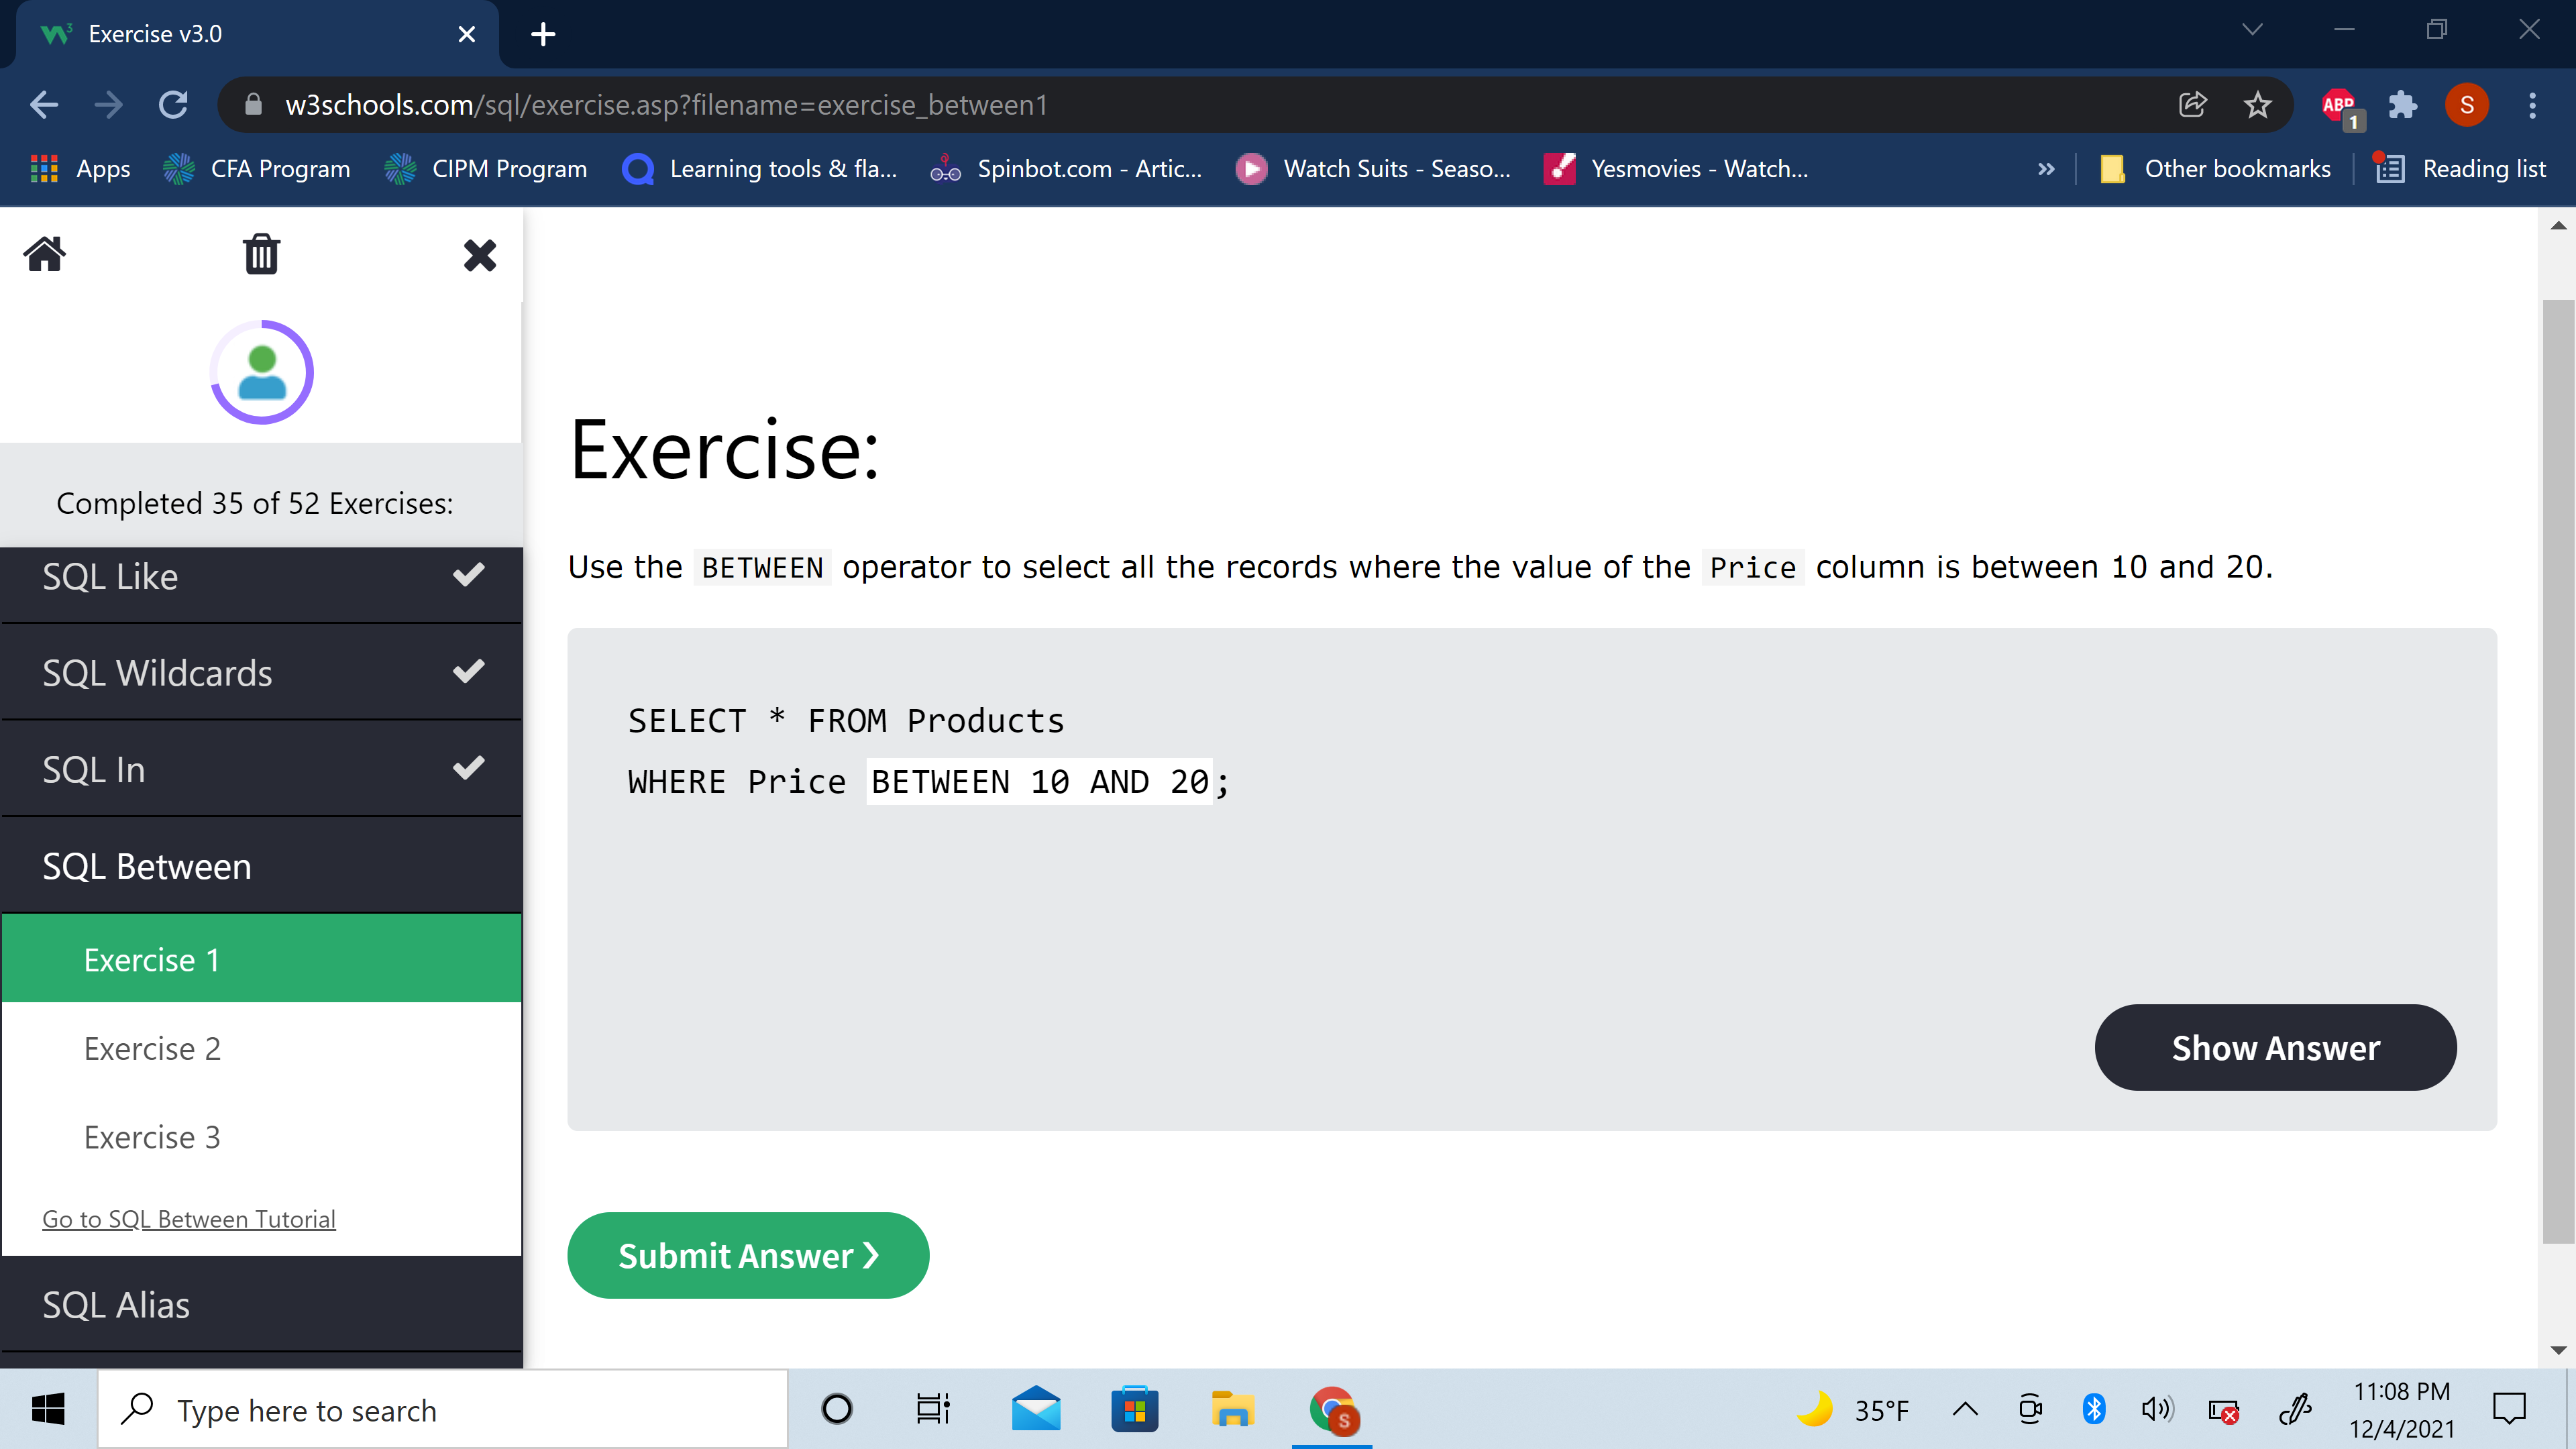 Exercise v3.0
w3schools.com/sql/exercise.asp?filename=exercise_between1
ABP
1
S
Apps
CFA Program
CIPM Program
Learning tools & fla...
Spinbot.com - Artic...
Watch Suits - Seaso...
Yesmovies - Watch...
»
Other bookmarks
Reading list
Completed 35 of 52 Exercises:
SQL Like
SQL Wildcards
SQL In
SQL Between
Exercise 1
Exercise 2
Exercise 3
Go to SQL Between Tutorial
SQL Alias
Exercise:
Use the BETWEEN operator to select all the records where the value of the Price column is between 10 and 20.
SELECT * FROM Products
WHERE Price BETWEEN 10 AND 20;
Show Answer
Submit Answer ❯
Type here to search
S
35°F
11:08 PM
12/4/2021